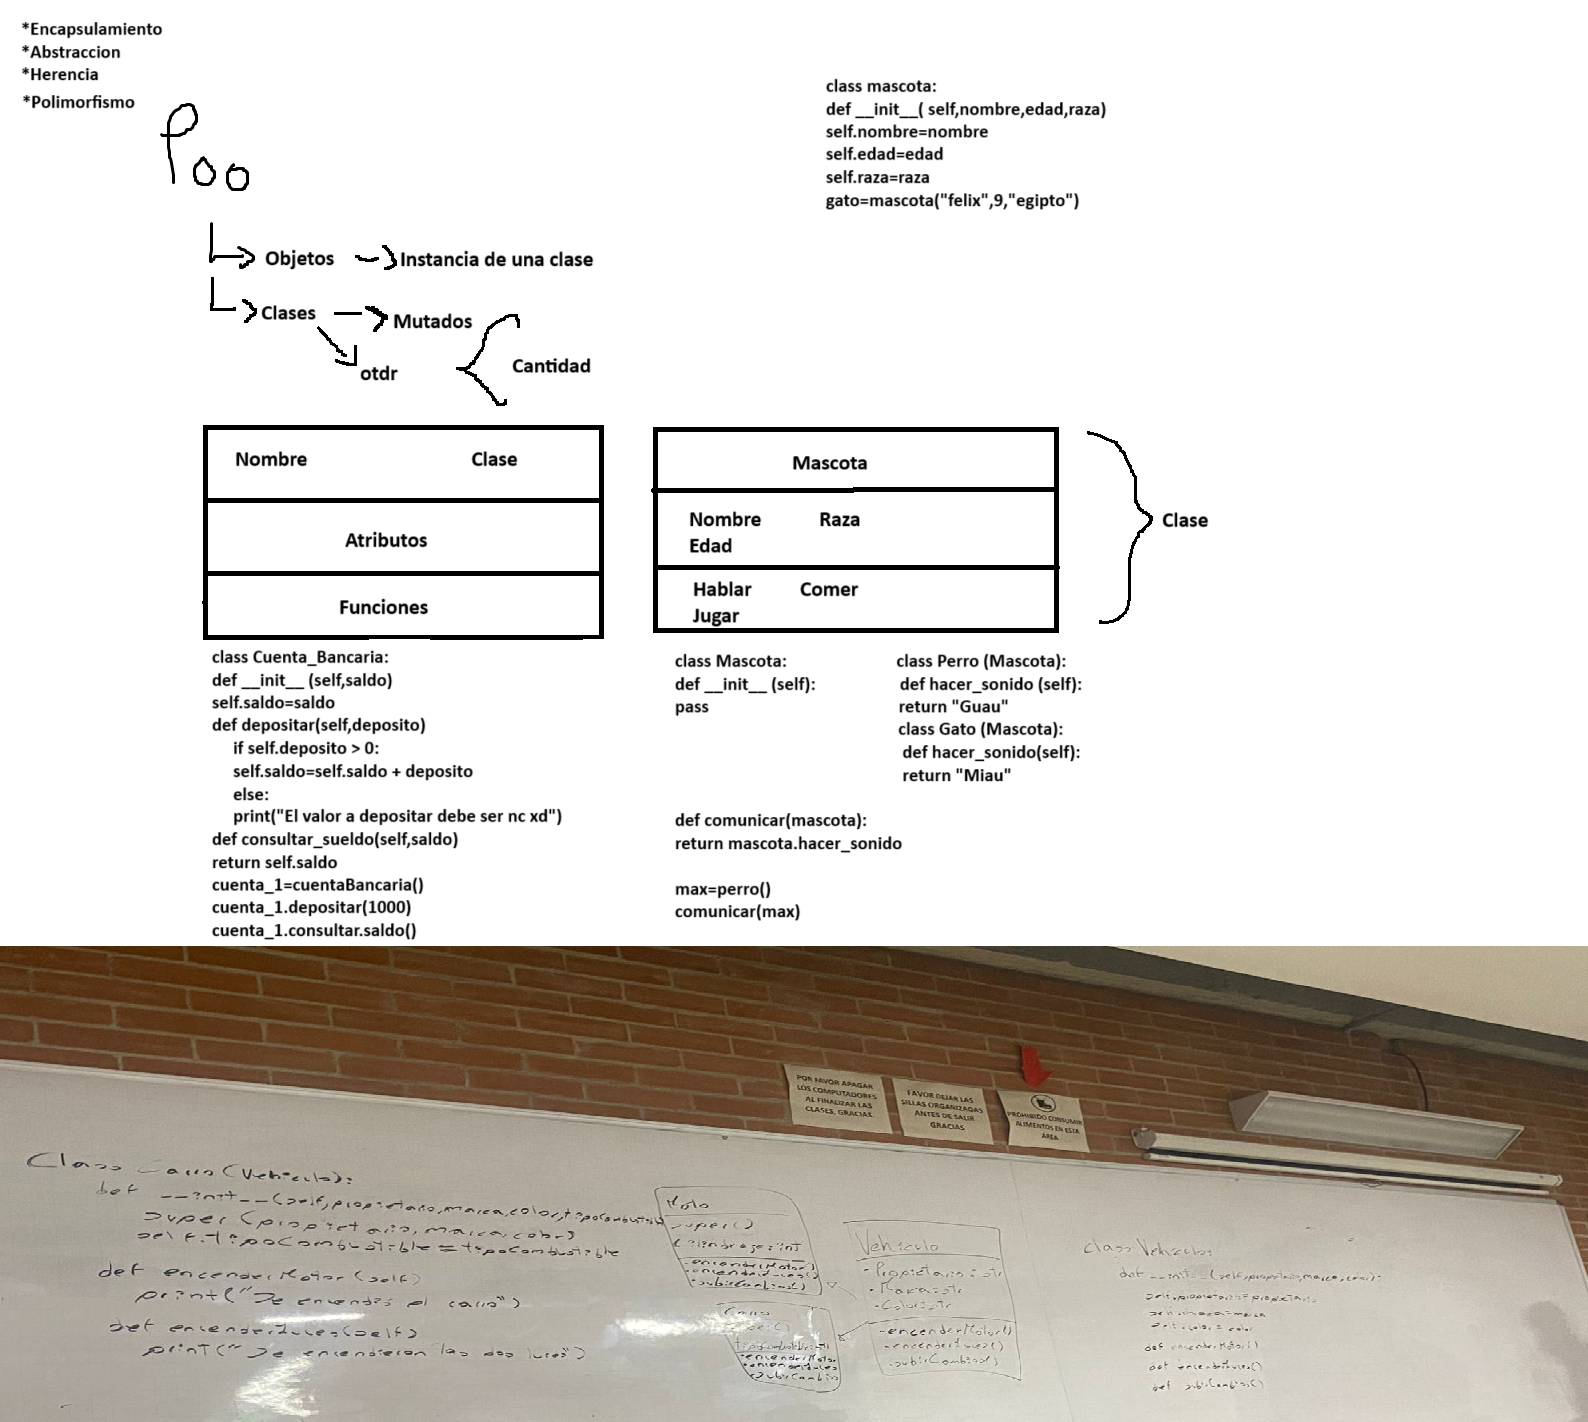 *Encapsulamiento
*Abstraccion
*Herencia
*Polimorfismo
Poo
Objetos
Instancia de una clase
Clases
Mutados
otdr
Cantidad
class mascota:
def __init__( self,nombre,edad,raza)
self.nombre=nombre
self.edad=edad
self.raza=raza
gato=mascota("felix",9,"egipto")
Nombre Clase
Atributos
Funciones
Mascota
Nombre Raza
Edad
Hablar Comer
Jugar
Clase
class Cuenta_Bancaria:
def __init__ (self,saldo)
self.saldo=saldo
def depositar(self,deposito)
if self.deposito > 0:
self.saldo=self.saldo + deposito
else:
print("El valor a depositar debe ser nc xd")
def consultar_sueldo(self,saldo)
return self.saldo
cuenta_1=cuentaBancaria()
cuenta_1.depositar(1000)
cuenta_1.consultar.saldo()
class Mascota:
def __init__ (self):
pass
class Perro (Mascota):
def hacer_sonido (self):
return "Guau"
class Gato (Mascota):
def hacer_sonido(self):
return "Miau"
def comunicar(mascota):
return mascota.hacer_sonido
max=perro()
comunicar(max)
POR FAVOR APAGAR
LOS COMPUTADORES
AL FINALIZAR LAS
CLASES, GRACIAS.
FAVOR DEJAR LAS
SILLAS ORGANIZADAS
ANTES DE SALIR
GRACIAS
PROHIBIDO CONSUMIR
ALIMENTOS EN ESTA
ÁREA
Class Carro(Vehiculo):
def __init__(self,propietario,marca,color,tipoCombustible
super(propietario,marca,color)
self.tipoCombustible=tipoCombustible
def encenderMotor(self)
print("Se encendió el carro")
def encenderLuces(self)
print("Se encendieron las dos luces")
Moto
super()
Cilindraje:int
-encenderMotor()
-encenderLuces()
:subirCambios()
Carro
-encenderMotor
-encenderLuces
:subirCambio
Vehiculo
-Propietario:str
-Marca:str
-Color:str
-encenderMotor()
-encenderLuces()
:subirCambios()
class Vehiculo:
def __init__(self,propietario,marca,color):
self.propietario=propietario
self.marca=marca
self.color=color
def encenderMotor()
def encenderLuces()
def subirCambios()